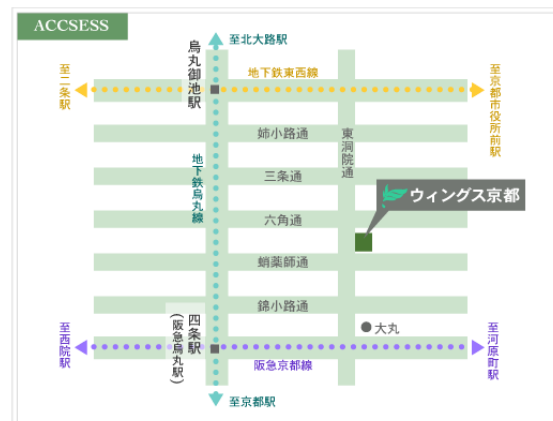 ACCSESS
至北大路駅
烏丸御池駅
地下鉄東西線
至二条駅
至京都市役所前駅
姉小路通
東洞院通
地下鉄烏丸線
三条通
ウィングス京都
六角通
蛸薬師通
錦小路通
四条駅
(阪急烏丸駅)
大丸
至西院駅
至河原町駅
阪急京都線
至京都駅